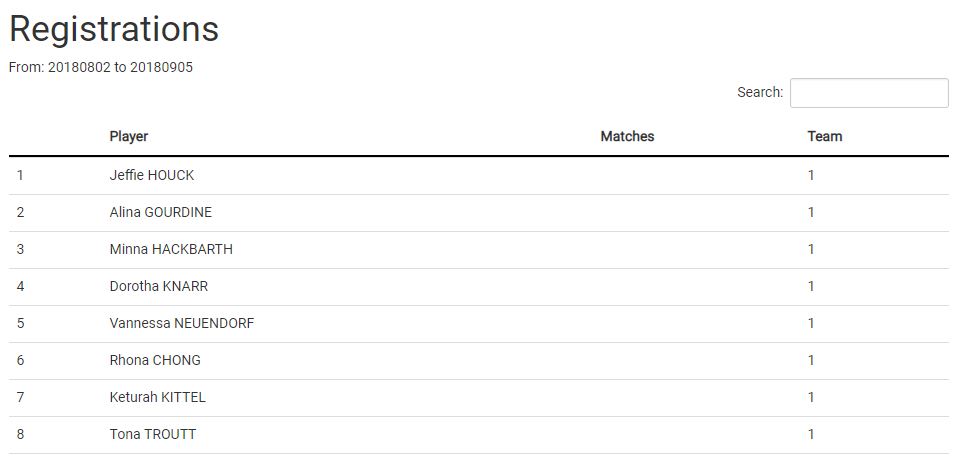 Registrations
From: 20180802 to 20180905
Search:
Player Matches Team
1 Jeffie HOUCK 1
2 Alina GOURDINE 1
3 Minna HACKBARTH 1
4 Dorotha KNARR 1
5 Vannessa NEUENDORF 1
6 Rhona CHONG 1
7 Keturah KITTEL 1
8 Tona TROUTT 1